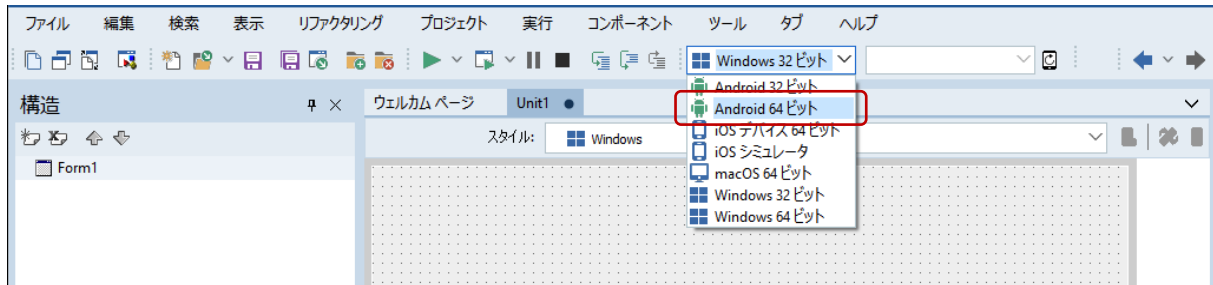 ファイル 編集 検索 表示 リファクタリング プロジェクト 実行 コンポーネント ツール タブ ヘルプ
Windows 32 ビット
構造
ウェルカム ページ Unit1
スタイル: Windows
Form1
Android 32 ビット
Android 64 ビット
iOS デバイス 64 ビット
iOS シミュレータ
macOS 64 ビット
Windows 32 ビット
Windows 64 ビット